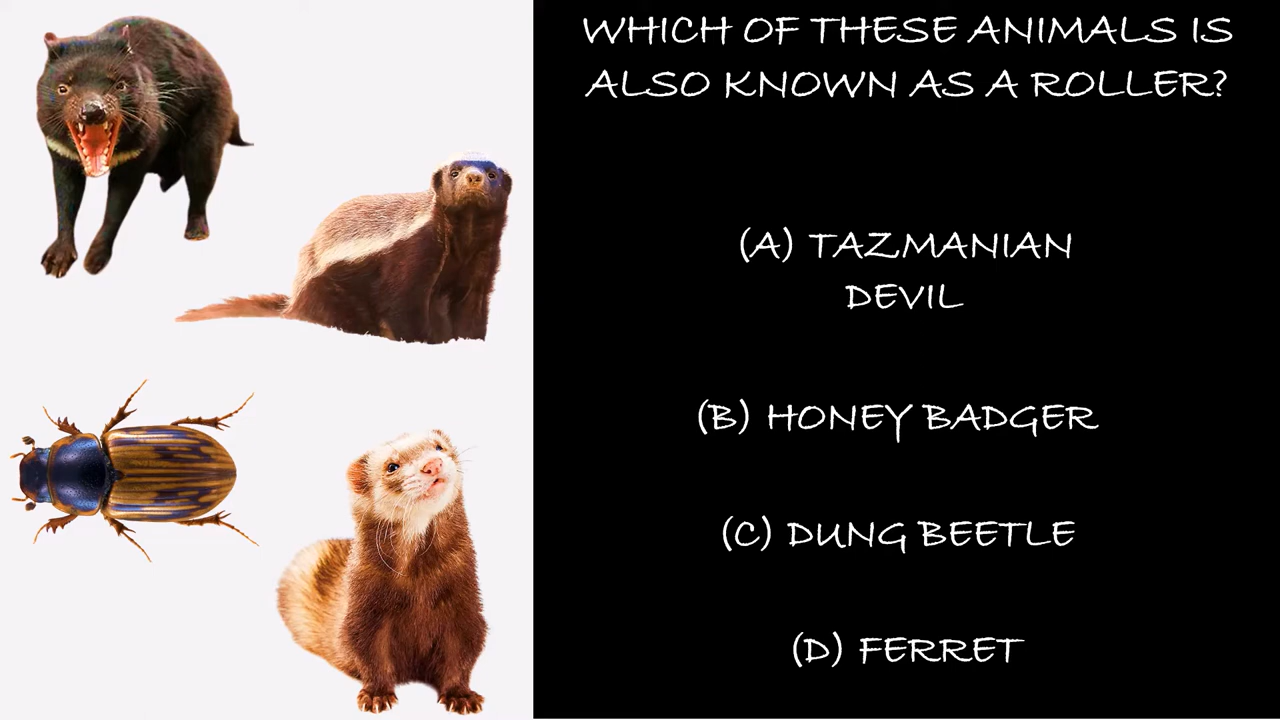 WHICH OF THESE ANIMALS IS
ALSO KNOWN AS A ROLLER?
(A) TAZMANIAN
DEVIL
(B) HONEY BADGER
(C) DUNG BEETLE
(D) FERRET